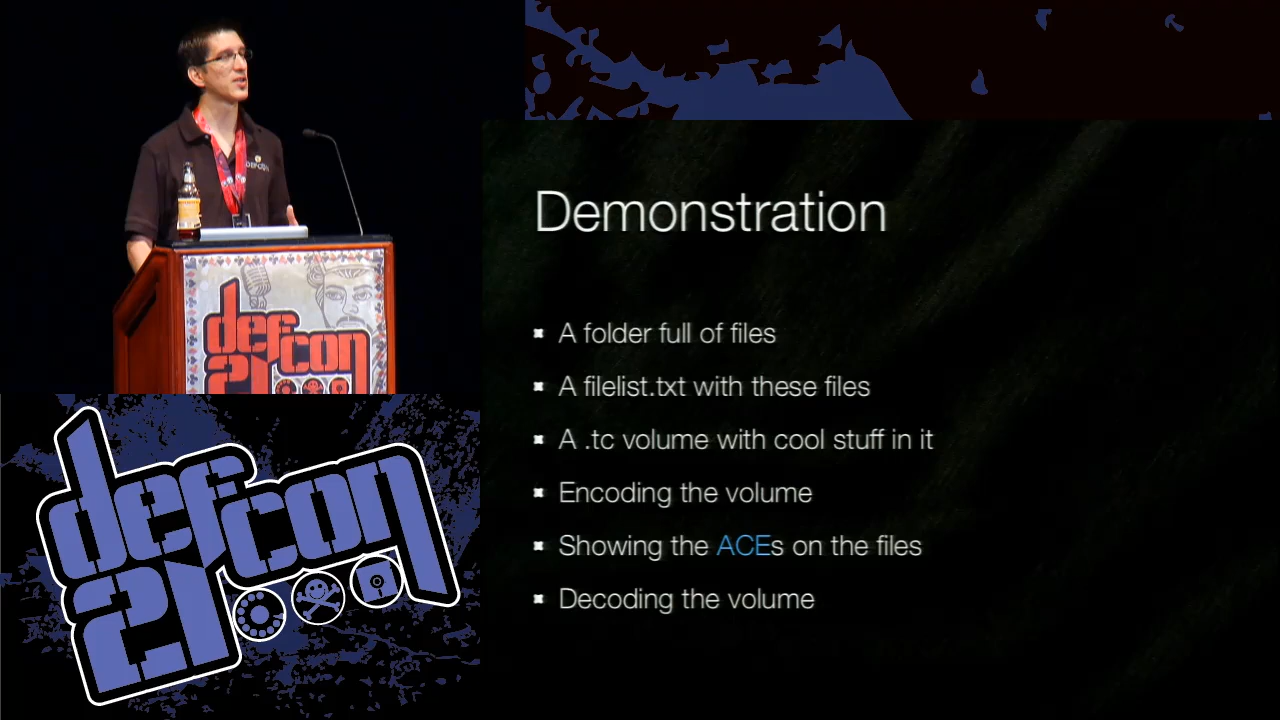 DEFCON
defcon
21
Demonstration
A folder full of files
A filelist.txt with these files
A .tc volume with cool stuff in it
Encoding the volume
Showing the ACEs on the files
Decoding the volume
defcon
21